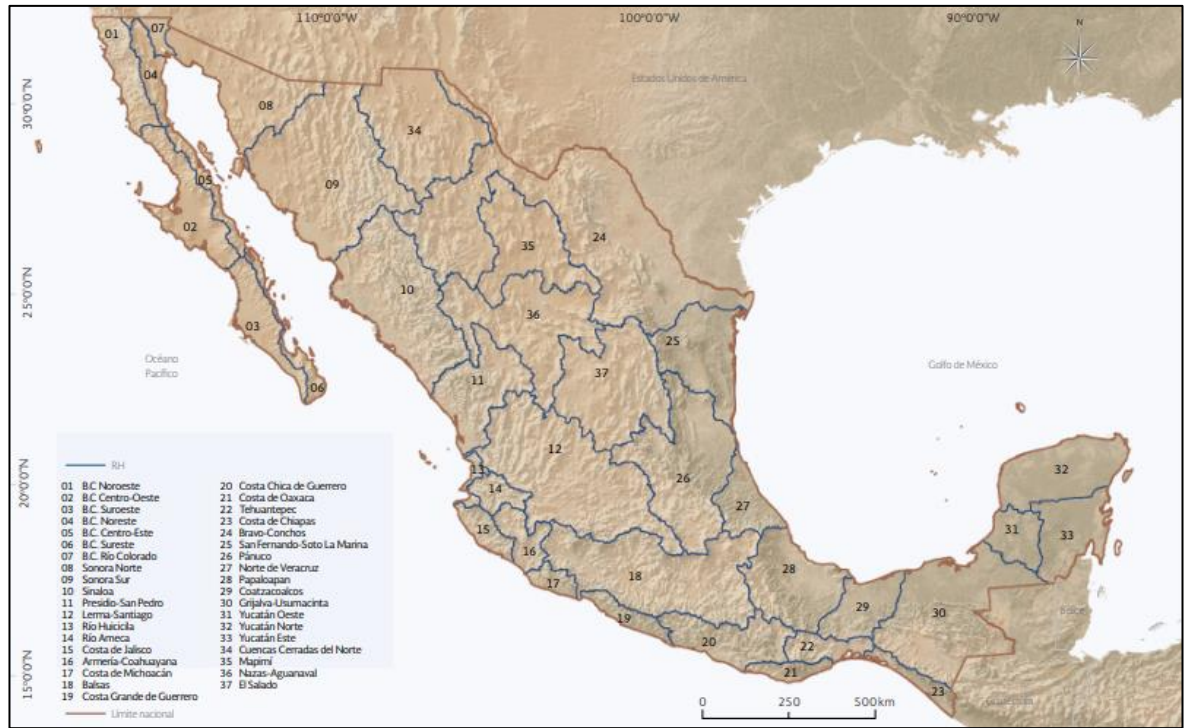 110°0'0"W
100°0'0"W
90°0'0"W
N
30°0'0"N
25°0'0"N
20°0'0"N
15°0'0"N
Estados Unidos de América
Océano
Pacífico
Golfo de México
Belice
Guatemala
01
07
04
08
34
09
05
02
24
35
10
36
03
25
06
11
37
12
13
14
26
27
32
31
33
15
16
17
18
28
29
30
19
20
22
21
23
RH
01 B.C. Noroeste
02 B.C. Centro-Oeste
03 B.C. Suroeste
04 B.C. Noreste
05 B.C. Centro-Este
06 B.C. Sureste
07 B.C. Río Colorado
08 Sonora Norte
09 Sonora Sur
10 Sinaloa
11 Presidio-San Pedro
12 Lerma-Santiago
13 Río Huicicila
14 Río Ameca
15 Costa de Jalisco
16 Armería-Coahuayana
17 Costa de Michoacán
18 Balsas
19 Costa Grande de Guerrero
20 Costa Chica de Guerrero
21 Costa de Oaxaca
22 Tehuantepec
23 Costa de Chiapas
24 Bravo-Conchos
25 San Fernando-Soto La Marina
26 Pánuco
27 Norte de Veracruz
28 Papaloapan
29 Coatzacoalcos
30 Grijalva-Usumacinta
31 Yucatán Oeste
32 Yucatán Norte
33 Yucatán Este
34 Cuencas Cerradas del Norte
35 Mapimí
36 Nazas-Aguanaval
37 El Salado
Límite nacional
0 250 500km